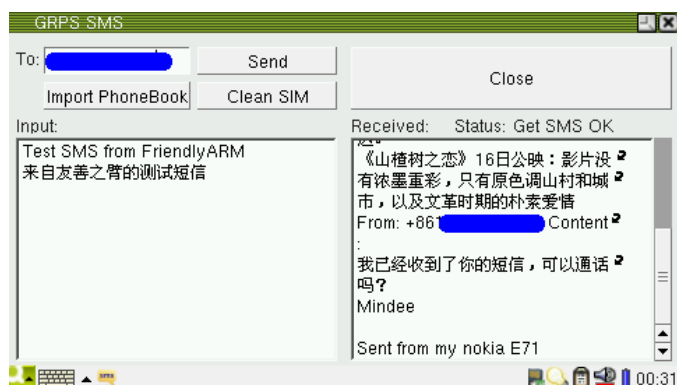 GRPS SMS
To:
Send
Import PhoneBook
Clean SIM
Close
Input:
Test SMS from FriendlyARM
来自友善之臂的测试短信
Received: Status: Get SMS OK
《山楂树之恋》16日公映：影片没
有浓墨重彩，只有原色调山村和城
市，以及文革时期的朴素爱情
From: +861 Content
:
我已经收到了你的短信，可以通话
吗？
Mindee
Sent from my nokia E71
00:31